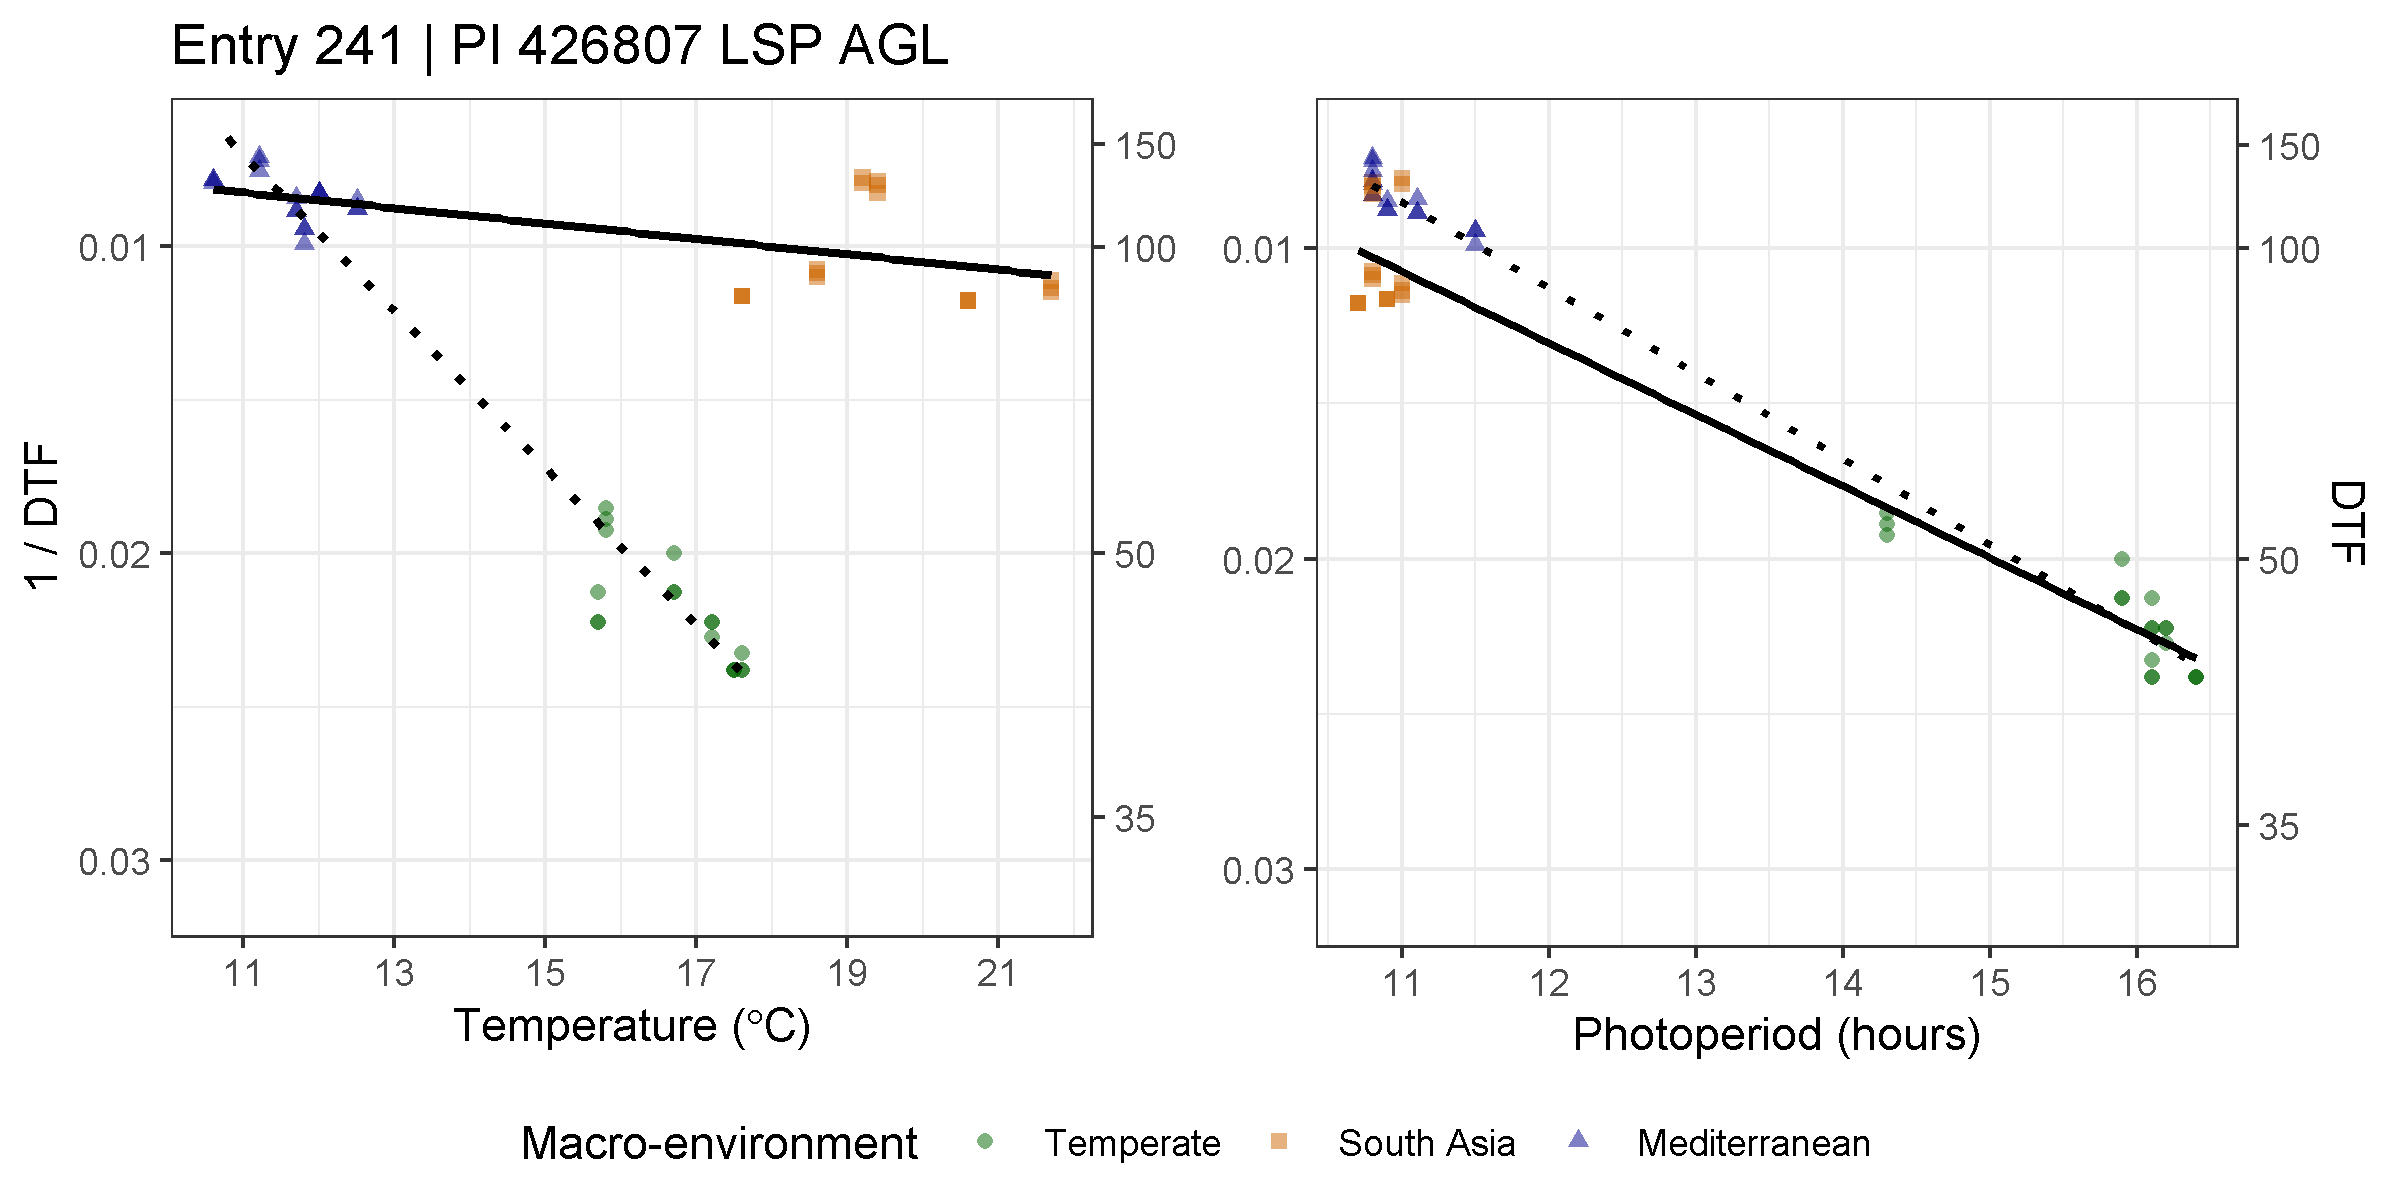 Entry 241 | PI 426807 LSP AGL
1 / DTF
0.01
0.02
0.03
150
100
50
35
11 13 15 17 19 21
Temperature (°C)
0.01
0.02
0.03
150
100
50
35
DTF
11 12 13 14 15 16
Photoperiod (hours)
Macro-environment Temperate South Asia Mediterranean